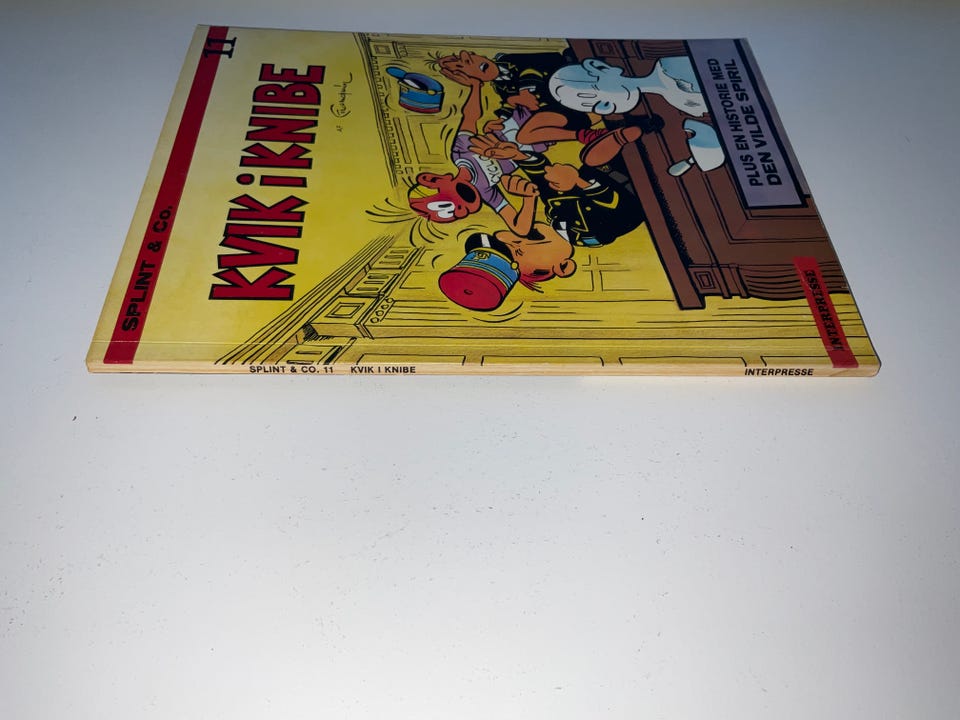 SPLINT & CO.
11
KVIK i KNIBE
AF
PLUS EN HISTORIE MED
DEN VILDE SPIRIL
INTERPRESSE
SPLINT & CO. 11 KVIK I KNIBE INTERPRESSE